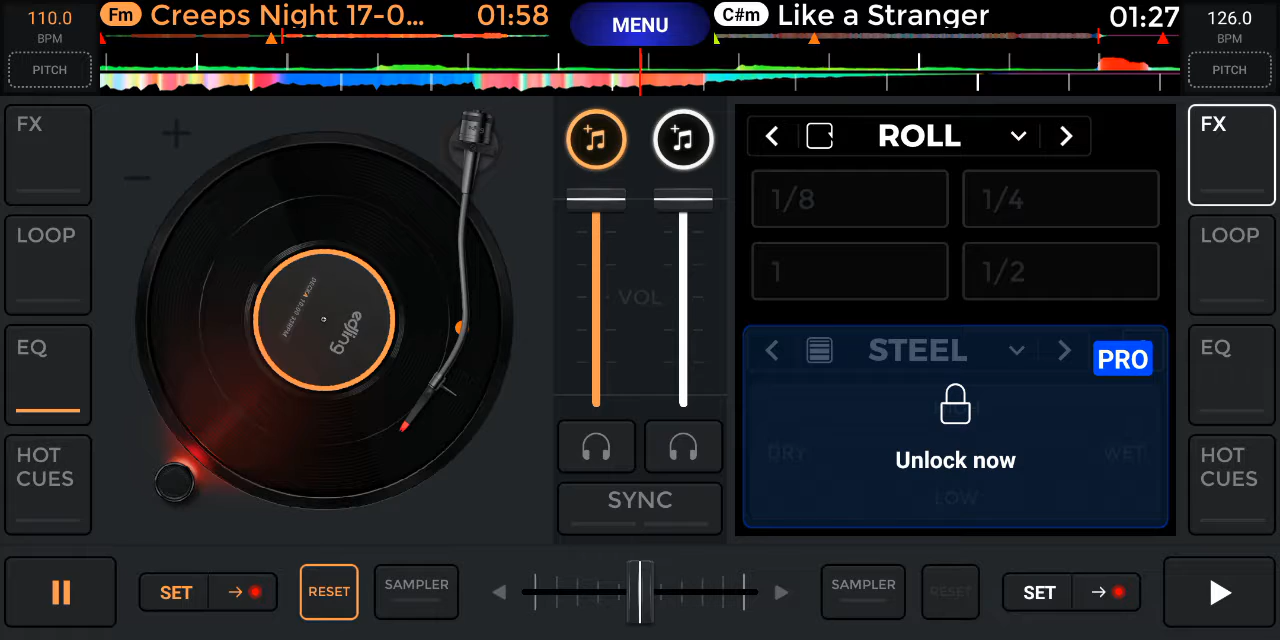 110.0
BPM
PITCH
Fm Creeps Night 17-0... 01:58
MENU
C#m Like a Stranger 01:27
126.0
BPM
PITCH
FX
LOOP
EQ
HOT
CUES
edjing
VOL
SYNC
ROLL
1/8 1/4
1 1/2
STEEL
PRO
DRY WET
Unlock now
LOW
FX
LOOP
EQ
HOT
CUES
SET
RESET
SAMPLER
SAMPLER
RESET
SET